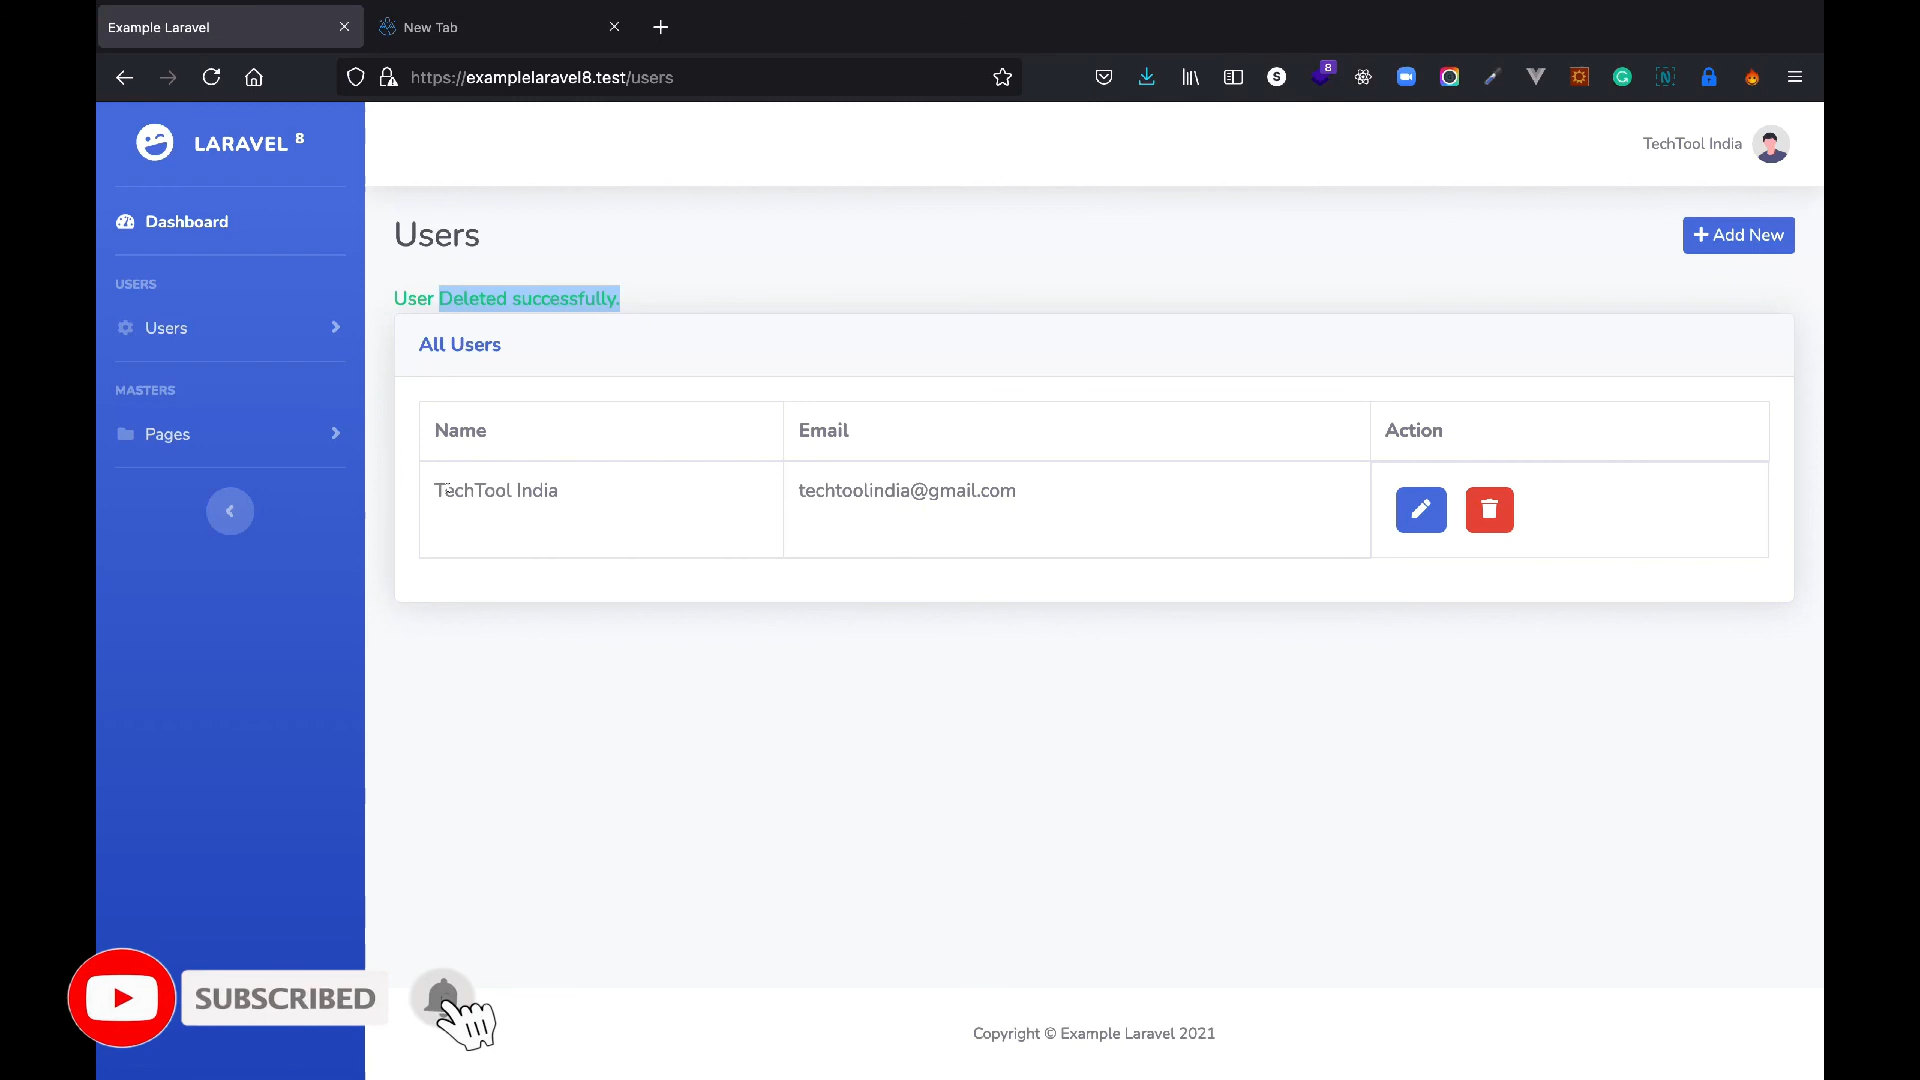 Example Laravel
New Tab
https://examplelaravel8.test/users
8
S
LARAVEL 8
TechTool India
Dashboard
Users
+ Add New
USERS
User Deleted successfully.
Users
All Users
MASTERS
Pages
Name Email Action
TechTool India techtoolindia@gmail.com
SUBSCRIBED
Copyright © Example Laravel 2021